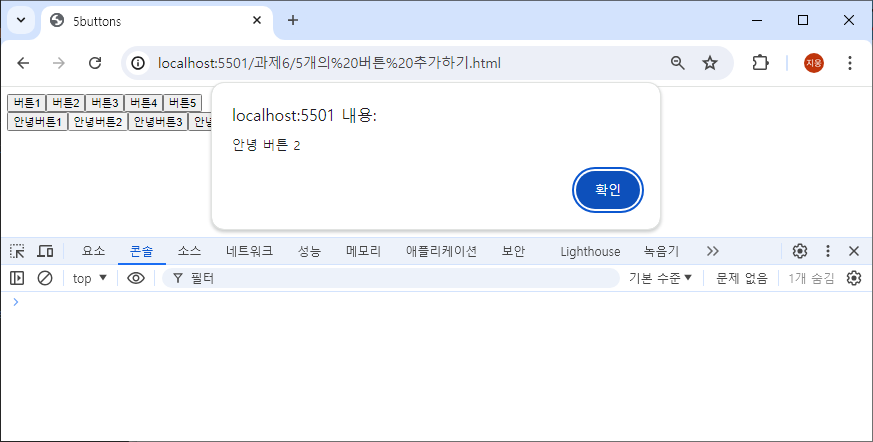 5buttons
localhost:5501/과제6/5개의%20버튼%20추가하기.html
지웅
버튼1 버튼2 버튼3 버튼4 버튼5
안녕버튼1 안녕버튼2 안녕버튼3
localhost:5501 내용:
안녕 버튼 2
확인
요소 콘솔 소스 네트워크 성능 메모리 애플리케이션 보안 Lighthouse 녹음기
top 필터 기본 수준 문제 없음 1개 숨김